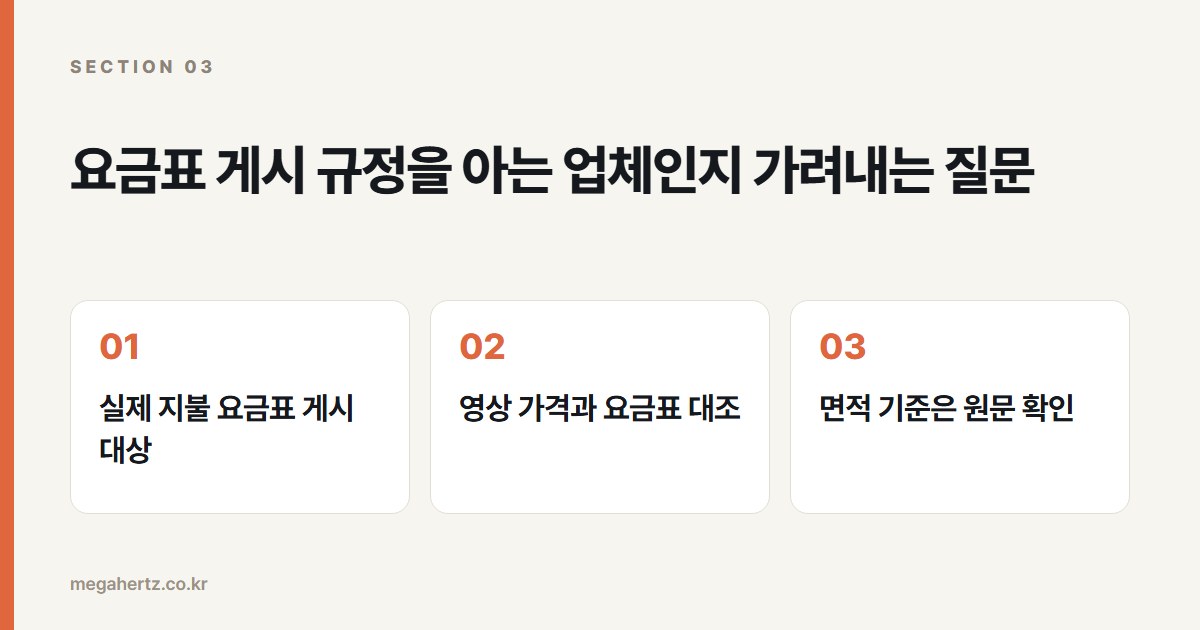 SECTION 03
요금표 게시 규정을 아는 업체인지 가려내는 질문
01
실제 지불 요금표 게시
대상
02
영상 가격과 요금표 대조
03
면적 기준은 원문 확인
megahertz.co.kr